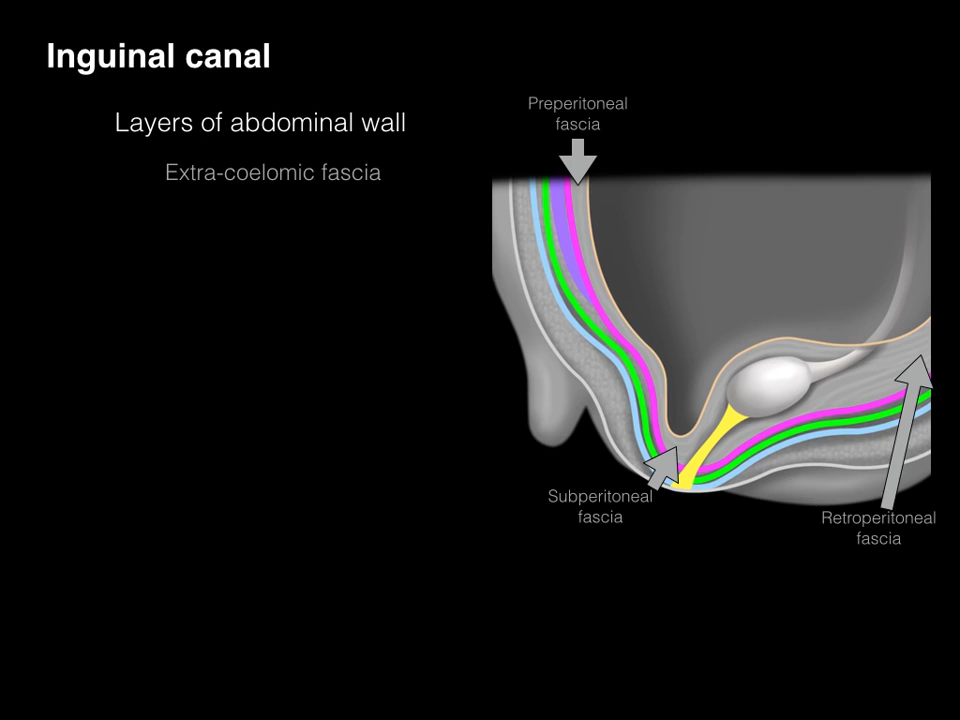 Inguinal canal
Layers of abdominal wall
Extra-coelomic fascia
Preperitoneal
fascia
Subperitoneal
fascia
Retroperitoneal
fascia